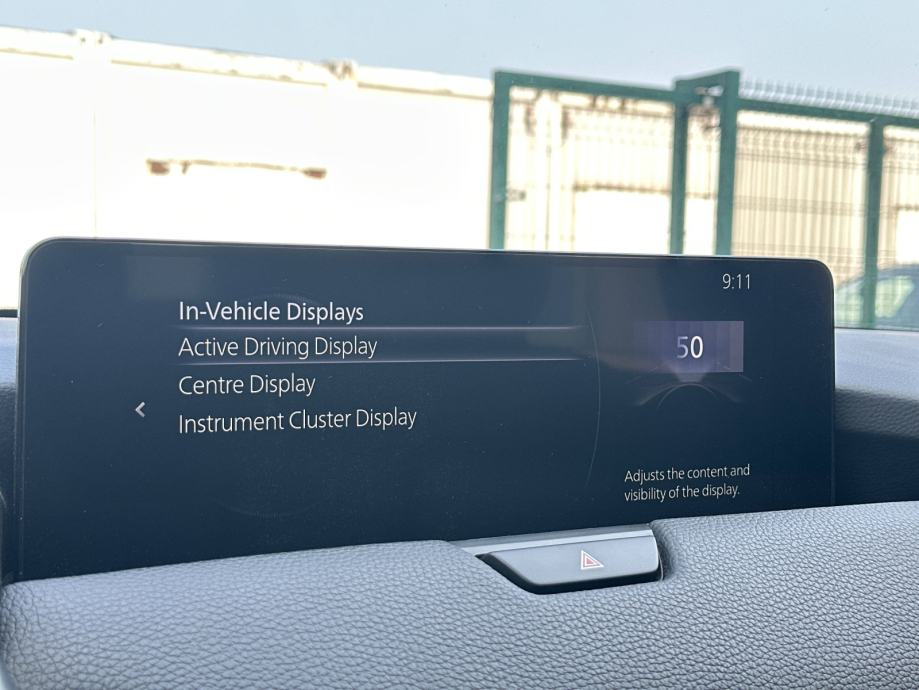 9:11
In-Vehicle Displays
Active Driving Display
50
Centre Display
Instrument Cluster Display
Adjusts the content and
visibility of the display.